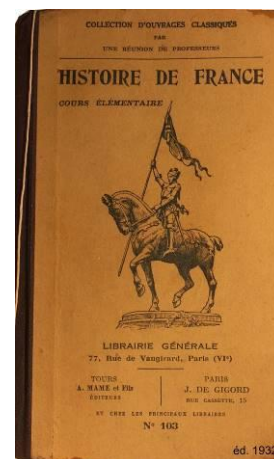 COLLECTION D'OUVRAGES CLASSIQUES
PAR
UNE RÉUNION DE PROFESSEURS
HISTOIRE DE FRANCE
COURS ÉLÉMENTAIRE
LIBRAIRIE GÉNÉRALE
77, Rue de Vaugirard, Paris (VIe)
TOURS
A. MAME et Fils
ÉDITEURS
PARIS
J. DE GIGORD
RUE CASSETTE, 15
ET CHEZ LES PRINCIPAUX LIBRAIRES
N° 103
éd. 1932